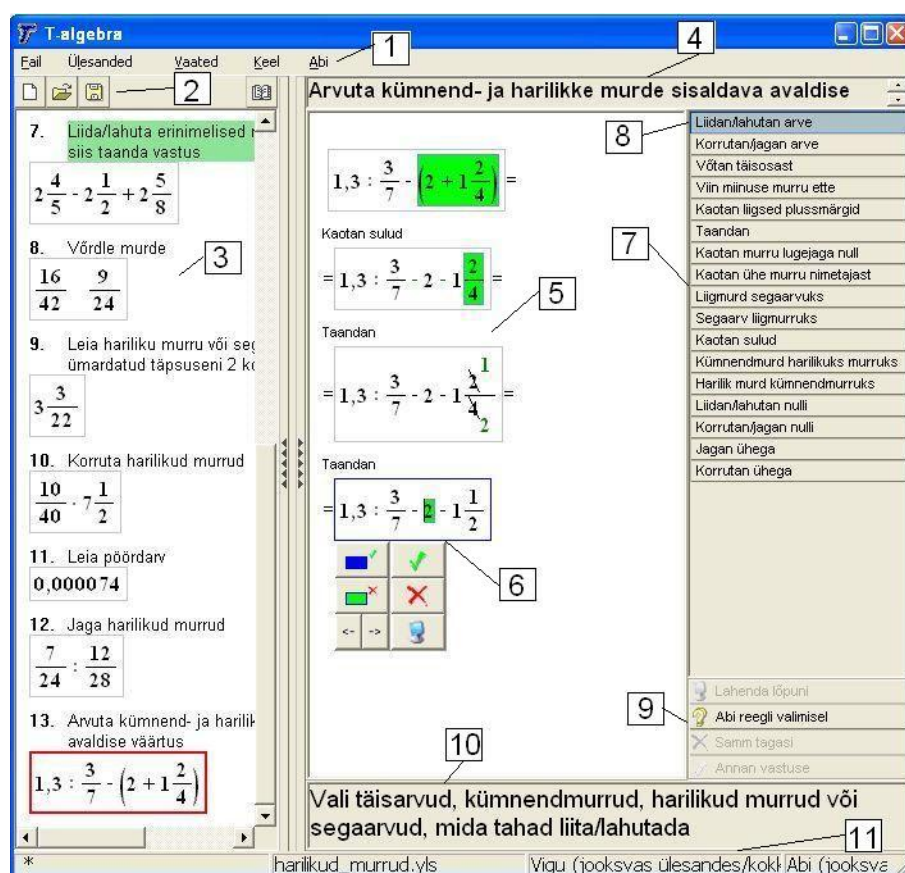 T-algebra
Fail Ülesanded Vaated Keel Abi
1
2
4
Arvuta kümnend- ja harilikke murde sisaldava avaldise
7. Liida/lahuta erinimelised
siis taanda vastus
2 4/5 - 2 1/2 + 2 5/8
8. Võrdle murde
16/42 9/24
3
9. Leia hariliku murru või
ümardatud täpsuseni 2
3 3/22
10. Korruta harilikud murrud
10/40 · 7 1/2
11. Leia pöördarv
0,000074
12. Jaga harilikud murrud
7/24 : 12/28
13. Arvuta kümnend- ja
avaldise väärtus
1,3 : 3/7 - (2 + 1 2/4)
1,3 : 3/7 - (2 + 1 2/4) =
Kaotan sulud
= 1,3 : 3/7 - 2 - 1 2/4 =
5
Taandan
= 1,3 : 3/7 - 2 - 1 2/4 =
1
2
Taandan
= 1,3 : 3/7 - 2 - 1 1/2
6
<- ->
8
Liidan/lahutan arve
Korrutan/jagan arve
Võtan täisosast
Viin miinuse murru ette
Kaotan liigsed plussmärgid
Taandan
7
Kaotan murru lugejaga null
Kaotan ühe murru nimetajast
Liigmurd segaarvuks
Segaarv liigmurruks
Kaotan sulud
Kümnendmurd harilikuks murruks
Harilik murd kümnendmurruks
Liidan/lahutan nulli
Korrutan/jagan nulli
Jagan ühega
Korrutan ühega
Lahenda lõpuni
9
Abi reegli valimisel
Samm tagasi
Annan vastuse
10
Vali täisarvud, kümnendmurrud, harilikud murrud või
segaarvud, mida tahad liita/lahutada
11
* harilikud_murrud.yls Vigu (jooksvas ülesandes/ Abi